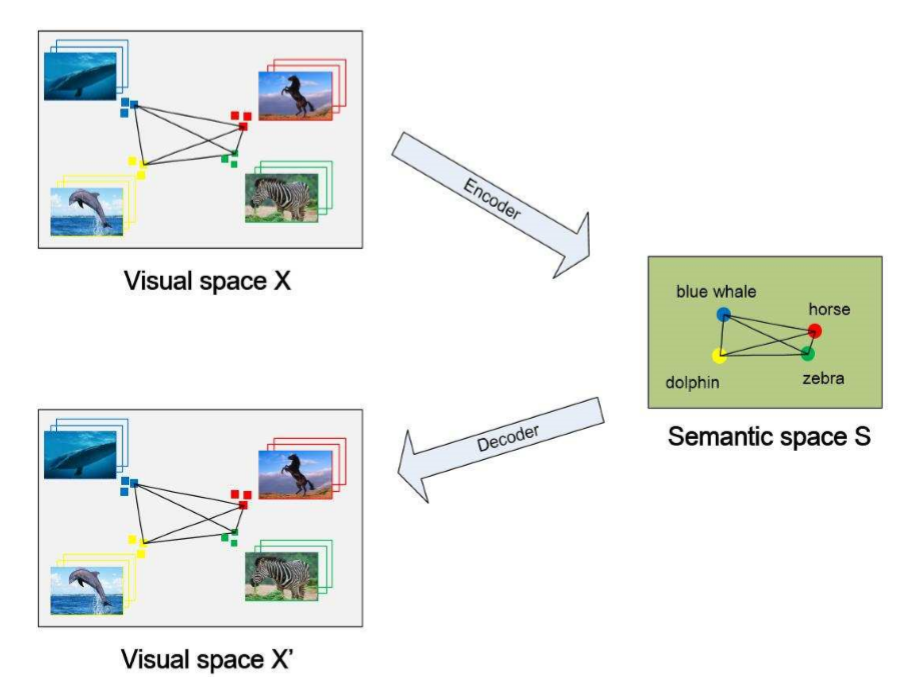 Visual space X
Encoder
blue whale
horse
dolphin
zebra
Semantic space S
Decoder
Visual space X’